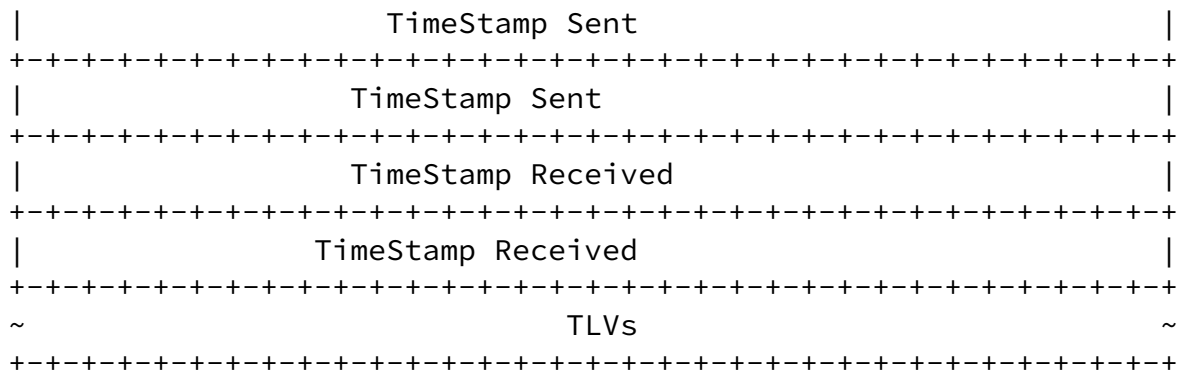 |                     TimeStamp Sent                             |
+-+-+-+-+-+-+-+-+-+-+-+-+-+-+-+-+-+-+-+-+-+-+-+-+-+-+-+-+-+-+-+-+
|                   TimeStamp Sent                               |
+-+-+-+-+-+-+-+-+-+-+-+-+-+-+-+-+-+-+-+-+-+-+-+-+-+-+-+-+-+-+-+-+
|                   TimeStamp Received                           |
+-+-+-+-+-+-+-+-+-+-+-+-+-+-+-+-+-+-+-+-+-+-+-+-+-+-+-+-+-+-+-+-+
|                 TimeStamp Received                             |
+-+-+-+-+-+-+-+-+-+-+-+-+-+-+-+-+-+-+-+-+-+-+-+-+-+-+-+-+-+-+-+-+
~                               TLVs                             ~
+-+-+-+-+-+-+-+-+-+-+-+-+-+-+-+-+-+-+-+-+-+-+-+-+-+-+-+-+-+-+-+-+